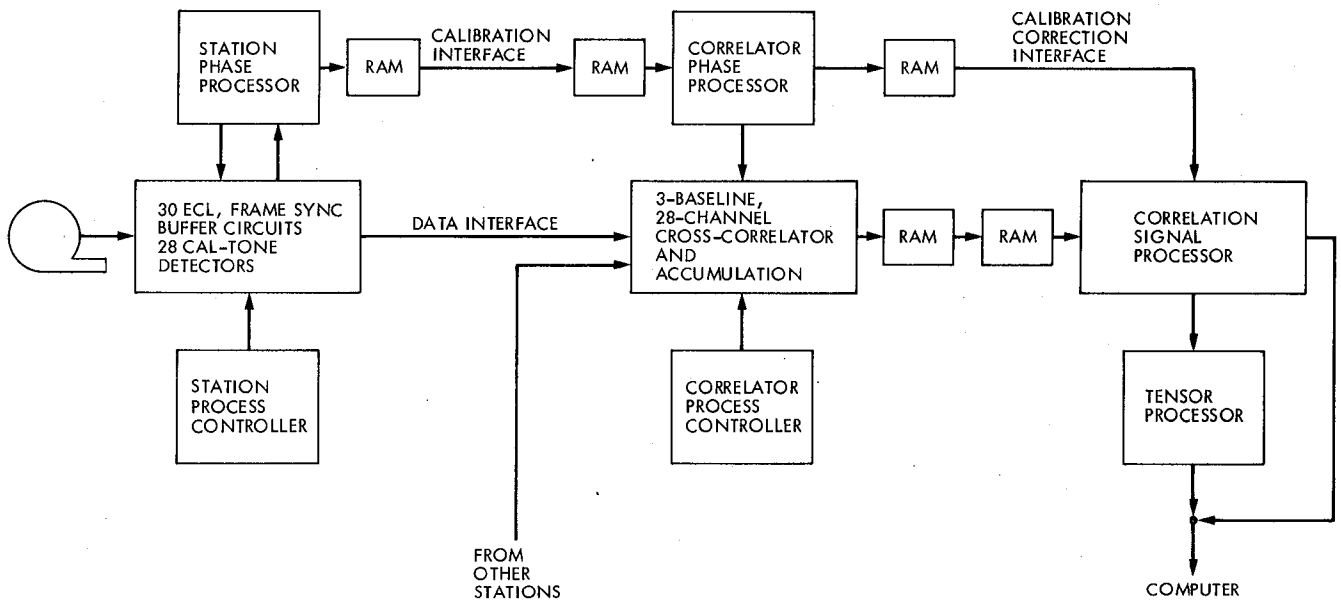 STATION
PHASE
PROCESSOR
RAM
CALIBRATION
INTERFACE
RAM
CORRELATOR
PHASE
PROCESSOR
RAM
CALIBRATION
CORRECTION
INTERFACE
30 ECL, FRAME SYNC
BUFFER CIRCUITS
28 CAL-TONE
DETECTORS
DATA INTERFACE
3-BASELINE,
28-CHANNEL
CROSS-CORRELATOR
AND
ACCUMULATION
RAM
RAM
CORRELATION
SIGNAL
PROCESSOR
STATION
PROCESS
CONTROLLER
CORRELATOR
PROCESS
CONTROLLER
TENSOR
PROCESSOR
FROM
OTHER
STATIONS
COMPUTER